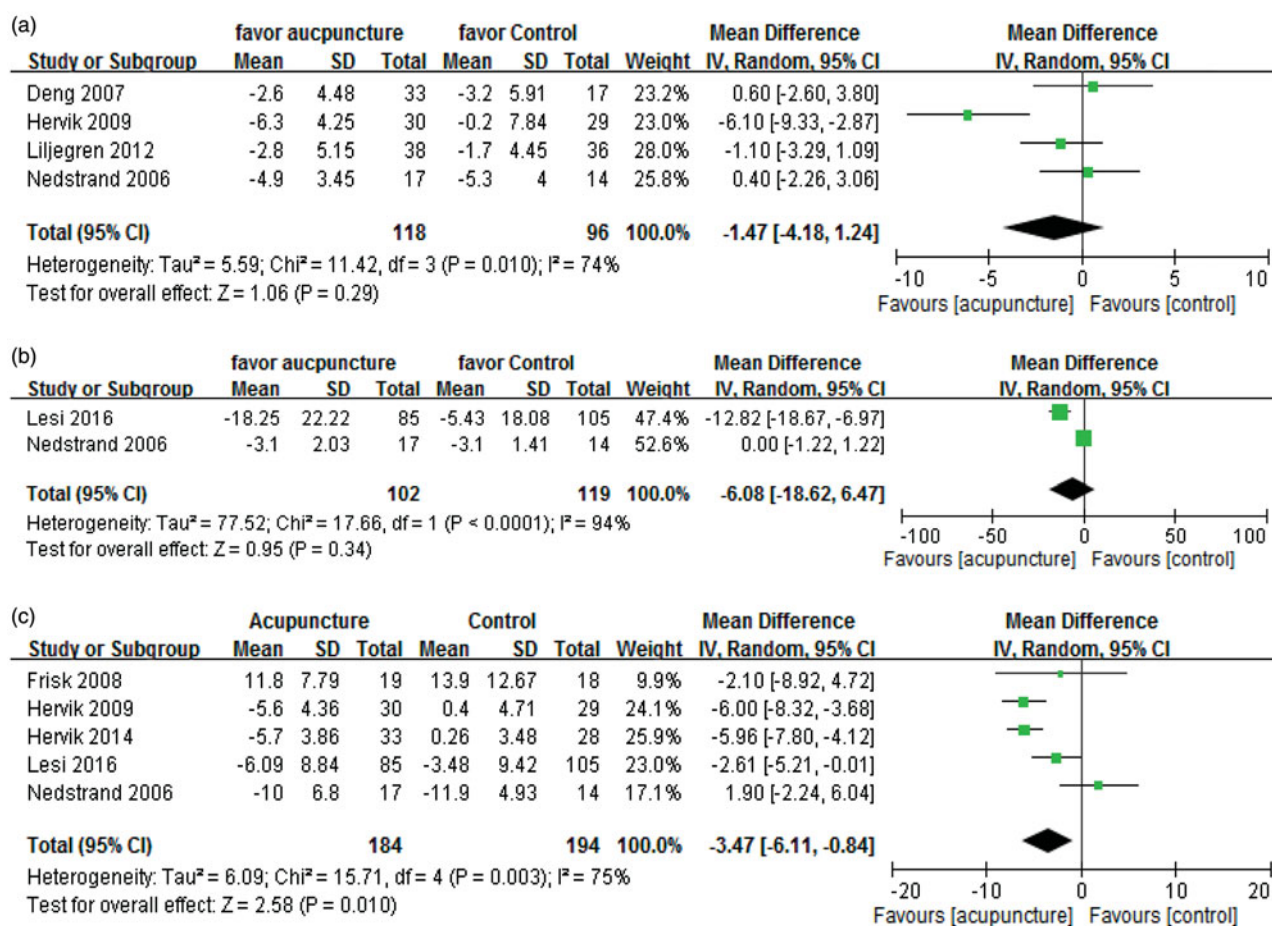 (a)
favor aucpuncture favor Control Mean Difference Mean Difference
Study or Subgroup Mean SD Total Mean SD Total Weight IV, Random, 95% CI IV, Random, 95% CI
Deng 2007 -2.6 4.48 33 -3.2 5.91 17 23.2% 0.60 [-2.60, 3.80]
Hervik 2009 -6.3 4.25 30 -0.2 7.84 29 23.0% -6.10 [-9.33, -2.87]
Liljegren 2012 -2.8 5.15 38 -1.7 4.45 36 28.0% -1.10 [-3.29, 1.09]
Nedstrand 2006 -4.9 3.45 17 -5.3 4 14 25.8% 0.40 [-2.26, 3.06]
Total (95% CI) 118 96 100.0% -1.47 [-4.18, 1.24]
Heterogeneity: Tau² = 5.59; Chi² = 11.42, df = 3 (P = 0.010); I² = 74%
Test for overall effect: Z = 1.06 (P = 0.29)
-10 -5 0 5 10
Favours [acupuncture] Favours [control]
(b)
favor aucpuncture favor Control Mean Difference Mean Difference
Study or Subgroup Mean SD Total Mean SD Total Weight IV, Random, 95% CI IV, Random, 95% CI
Lesi 2016 -18.25 22.22 85 -5.43 18.08 105 47.4% -12.82 [-18.67, -6.97]
Nedstrand 2006 -3.1 2.03 17 -3.1 1.41 14 52.6% 0.00 [-1.22, 1.22]
Total (95% CI) 102 119 100.0% -6.08 [-18.62, 6.47]
Heterogeneity: Tau² = 77.52; Chi² = 17.66, df = 1 (P < 0.0001); I² = 94%
Test for overall effect: Z = 0.95 (P = 0.34)
-100 -50 0 50 100
Favours [acupuncture] Favours [control]
(c)
Acupuncture Control Mean Difference Mean Difference
Study or Subgroup Mean SD Total Mean SD Total Weight IV, Random, 95% CI IV, Random, 95% CI
Frisk 2008 11.8 7.79 19 13.9 12.67 18 9.9% -2.10 [-8.92, 4.72]
Hervik 2009 -5.6 4.36 30 0.4 4.71 29 24.1% -6.00 [-8.32, -3.68]
Hervik 2014 -5.7 3.86 33 0.26 3.48 28 25.9% -5.96 [-7.80, -4.12]
Lesi 2016 -6.09 8.84 85 -3.48 9.42 105 23.0% -2.61 [-5.21, -0.01]
Nedstrand 2006 -10 6.8 17 -11.9 4.93 14 17.1% 1.90 [-2.24, 6.04]
Total (95% CI) 184 194 100.0% -3.47 [-6.11, -0.84]
Heterogeneity: Tau² = 6.09; Chi² = 15.71, df = 4 (P = 0.003); I² = 75%
Test for overall effect: Z = 2.58 (P = 0.010)
-20 -10 0 10 20
Favours [acupuncture] Favours [control]